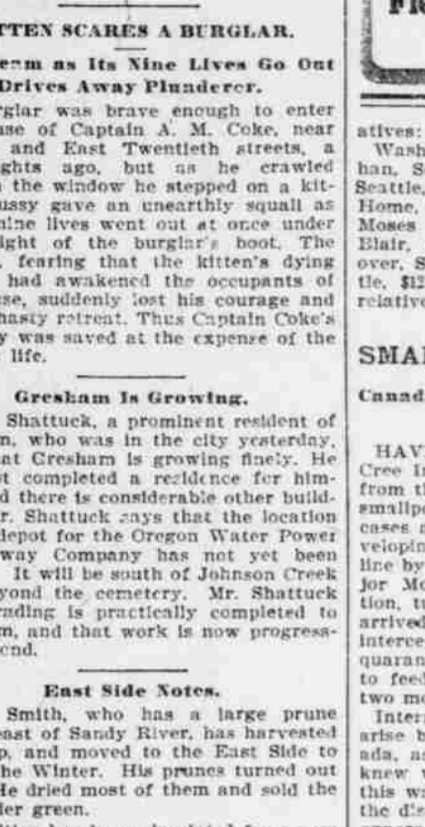 TTEN SCARES A BURGLAR.
eam as Its Nine Lives Go Out
Drives Away Plunderer.
rglar was brave enough to enter
use of Captain A. M. Coke, near
and East Twentieth streets, a
ghts ago, but as he crawled
the window he stepped on a kit-
ussy gave an unearthly squall as
nine lives went out at once under
ight of the burglar's boot. The
, fearing that the kitten's dying
had awakened the occupants of
se, suddenly lost his courage and
hasty retreat. Thus Captain Coke's
y was saved at the expense of the
life.
Gresham Is Growing.
Shattuck, a prominent resident of
m, who was in the city yesterday,
at Gresham is growing finely. He
t completed a residence for him-
d there is considerable other build-
r. Shattuck says that the location
depot for the Oregon Water Power
way Company has not yet been
It will be south of Johnson Creek
yond the cemetery. Mr. Shattuck
rading is practically completed to
m, and that work is now progress-
end.
East Side Notes.
Smith, who has a large prune
east of Sandy River, has harvested
p, and moved to the East Side to
he Winter. His prunes turned out
He dried most of them and sold the
der green.
FR
atives:
Wash
han, S
Seattle,
Home,
Moses
Blair,
over, S
tle, $12
relative
SMAL
Canad
HAV
Cree In
from th
smallpo
cases a
velopin
line by
jor Mo
tion, tu
arrived
interce
quaran
to feed
two mo
Inter
arise b
ada, as
knew w
this wa
the dis